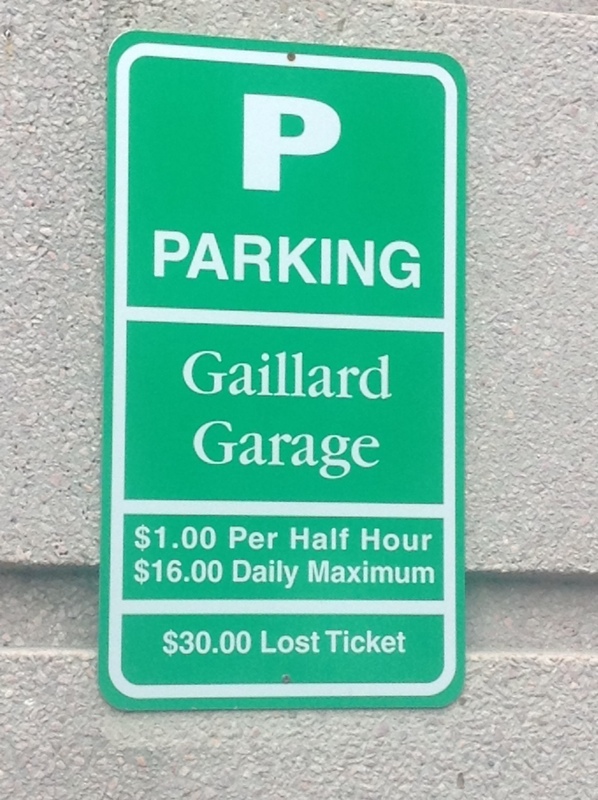 P
PARKING
Gaillard
Garage
$1.00 Per Half Hour
$16.00 Daily Maximum
$30.00 Lost Ticket